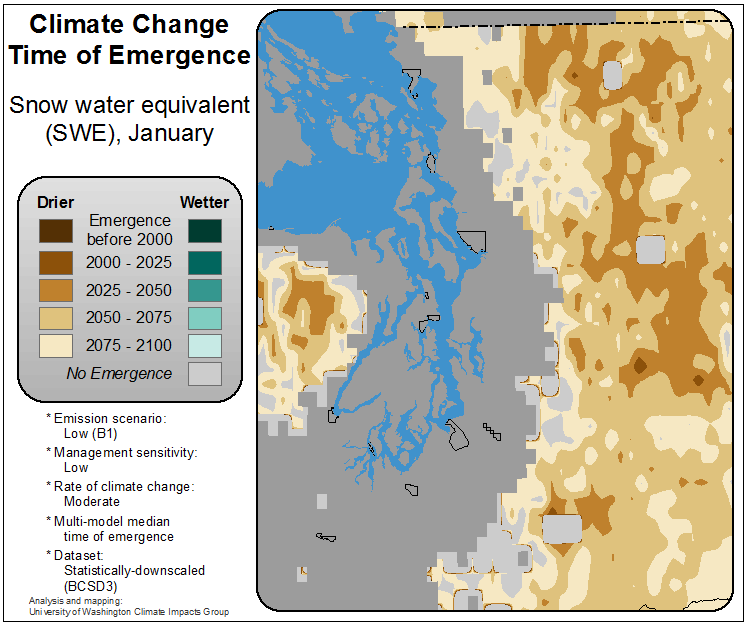 Climate Change
Time of Emergence
Snow water equivalent
(SWE), January
Drier Wetter
Emergence
before 2000
2000 - 2025
2025 - 2050
2050 - 2075
2075 - 2100
No Emergence
* Emission scenario:
Low (B1)
* Management sensitivity:
Low
* Rate of climate change:
Moderate
* Multi-model median
time of emergence
* Dataset:
Statistically-downscaled
(BCSD3)
Analysis and mapping:
University of Washington Climate Impacts Group